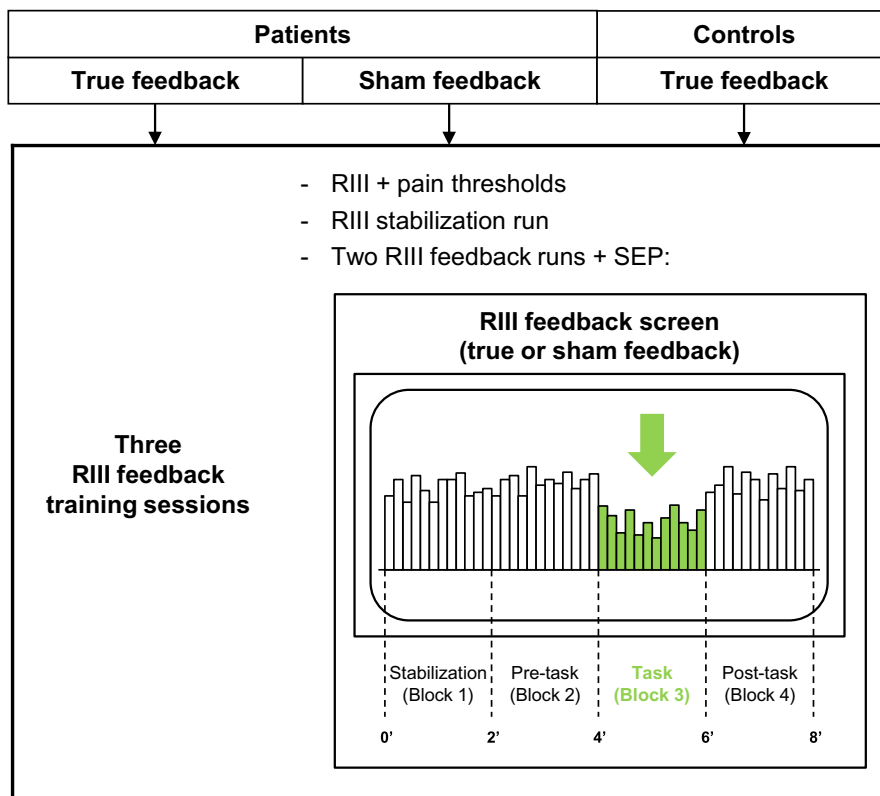 Patients Controls
True feedback Sham feedback True feedback
- RIII + pain thresholds
- RIII stabilization run
- Two RIII feedback runs + SEP:
RIII feedback screen
(true or sham feedback)
Three
RIII feedback
training sessions
Stabilization Pre-task Task Post-task
(Block 1) (Block 2) (Block 3) (Block 4)
0’ 2’ 4’ 6’ 8’